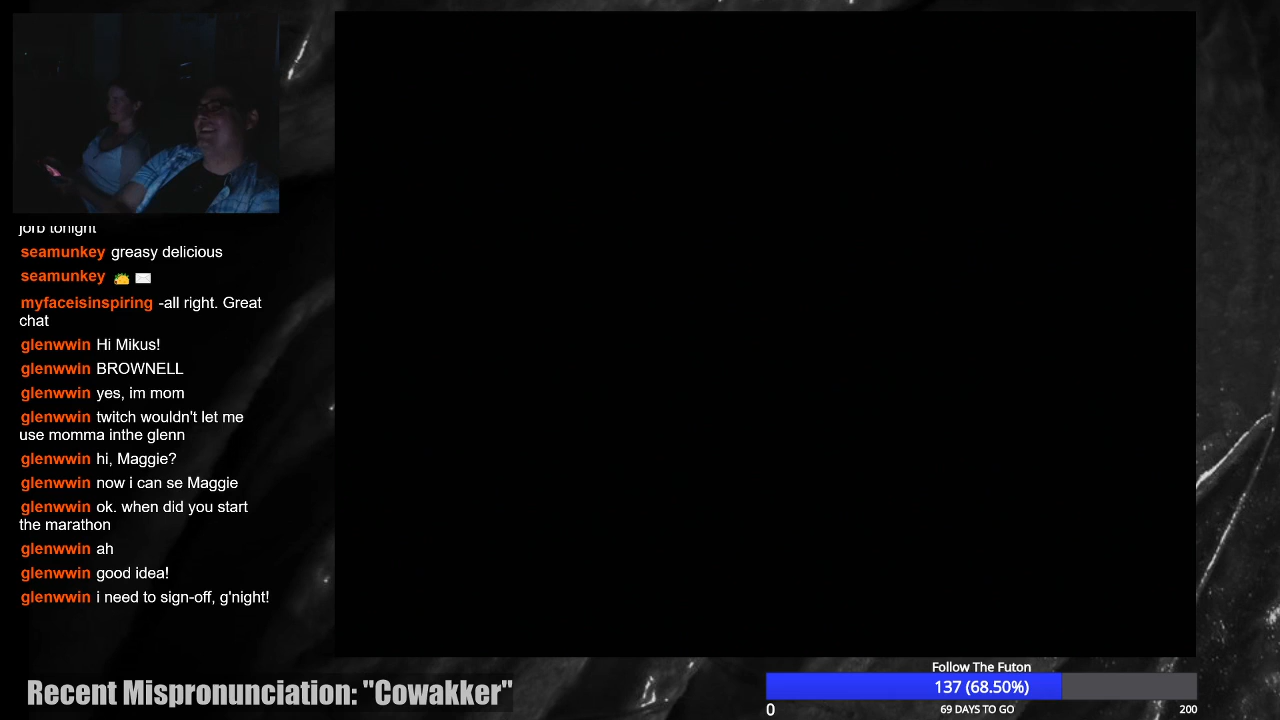 jorb tonight
seamunkey greasy delicious
seamunkey 🌮 ✉️
myfaceisinspiring -all right. Great
chat
glenwwin Hi Mikus!
glenwwin BROWNELL
glenwwin yes, im mom
glenwwin twitch wouldn't let me
use momma inthe glenn
glenwwin hi, Maggie?
glenwwin now i can se Maggie
glenwwin ok. when did you start
the marathon
glenwwin ah
glenwwin good idea!
glenwwin i need to sign-off, g'night!
Recent Mispronunciation: "Cowakker"
Follow The Futon
137 (68.50%)
0 69 DAYS TO GO 200